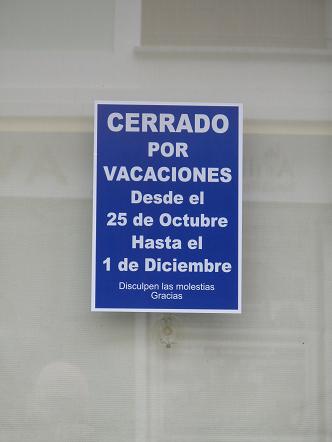 CERRADO
POR
VACACIONES
Desde el
25 de Octubre
Hasta el
1 de Diciembre
Disculpen las molestias
Gracias